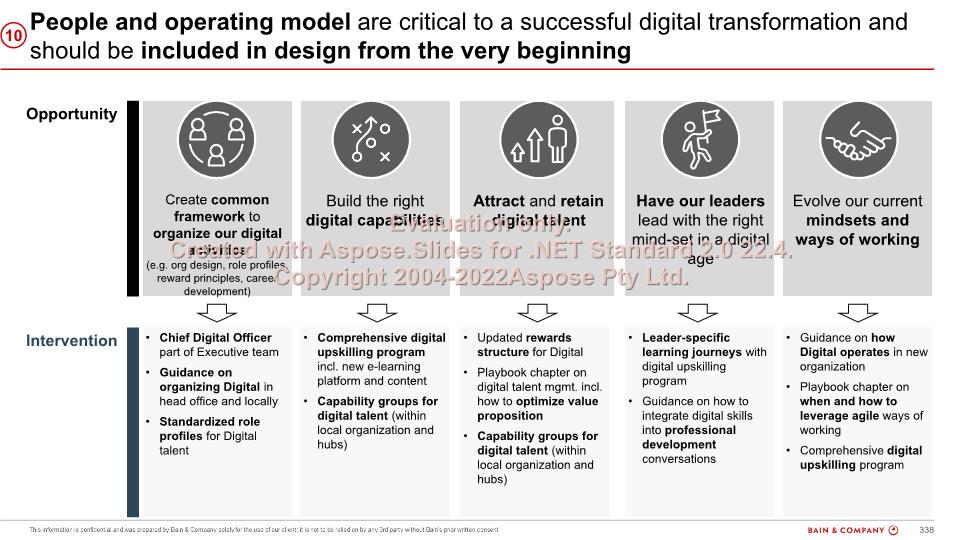 10
People and operating model are critical to a successful digital transformation and
should be included in design from the very beginning
Opportunity
Create common
framework to
organize our digital
activities
(e.g. org design, role profiles,
reward principles, career
development)
Build the right
digital capabilities
Attract and retain
digital talent
Have our leaders
lead with the right
mind-set in a digital
age
Evolve our current
mindsets and
ways of working
Evaluation only.
Created with Aspose.Slides for .NET Standard 2.0 22.4.
Copyright 2004-2022Aspose Pty Ltd.
Intervention
• Chief Digital Officer
part of Executive team
• Guidance on
organizing Digital in
head office and locally
• Standardized role
profiles for Digital
talent
• Comprehensive digital
upskilling program
incl. new e-learning
platform and content
• Capability groups for
digital talent (within
local organization and
hubs)
• Updated rewards
structure for Digital
• Playbook chapter on
digital talent mgmt. incl.
how to optimize value
proposition
• Capability groups for
digital talent (within
local organization and
hubs)
• Leader-specific
learning journeys with
digital upskilling
program
• Guidance on how to
integrate digital skills
into professional
development
conversations
• Guidance on how
Digital operates in new
organization
• Playbook chapter on
when and how to
leverage agile ways of
working
• Comprehensive digital
upskilling program
This information is confidential and was prepared by Bain & Company solely for the use of our client; it is not to be relied on by any 3rd party without Bain's prior written consent
BAIN & COMPANY
338